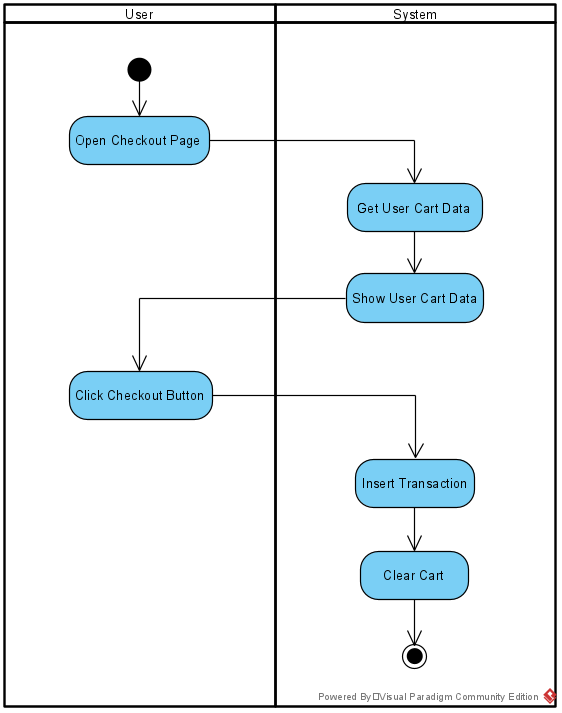 User
System
Open Checkout Page
Get User Cart Data
Show User Cart Data
Click Checkout Button
Insert Transaction
Clear Cart
Powered By□Visual Paradigm Community Edition